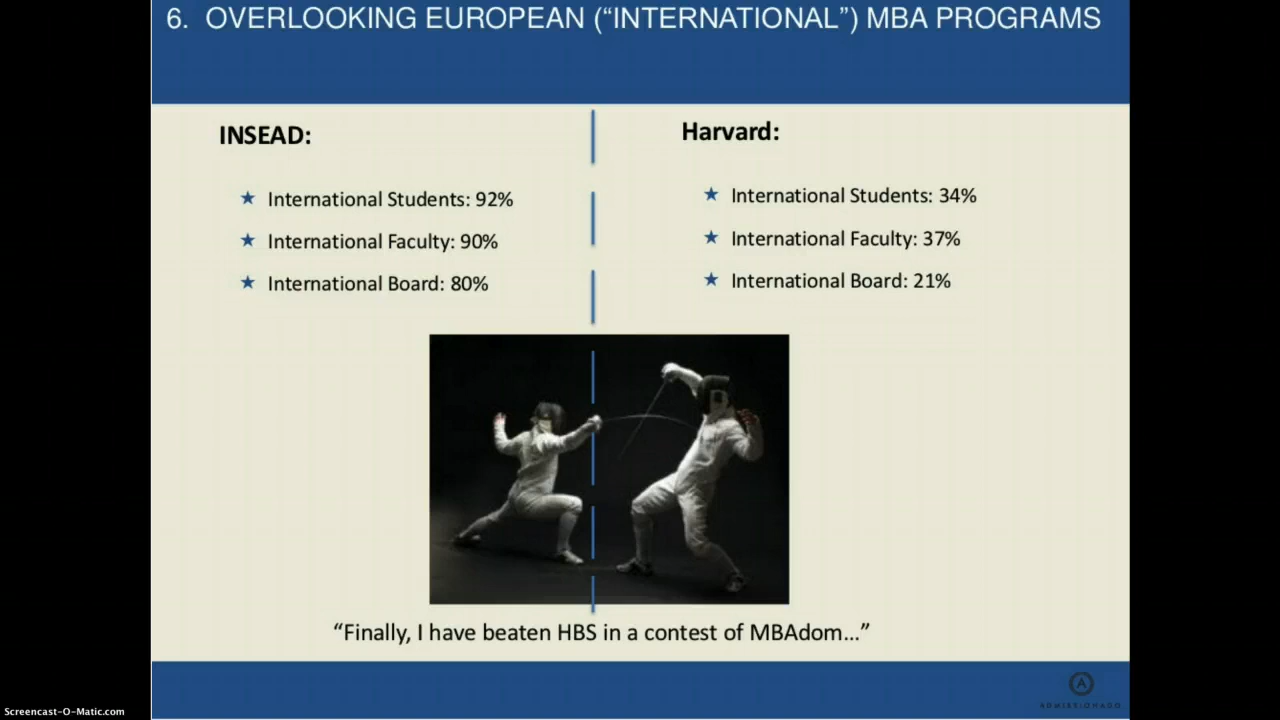 6. OVERLOOKING EUROPEAN (“INTERNATIONAL”) MBA PROGRAMS
INSEAD:
★ International Students: 92%
★ International Faculty: 90%
★ International Board: 80%
Harvard:
★ International Students: 34%
★ International Faculty: 37%
★ International Board: 21%
“Finally, I have beaten HBS in a contest of MBAdom…”
A
ADMISSIONADO
Screencast-O-Matic.com